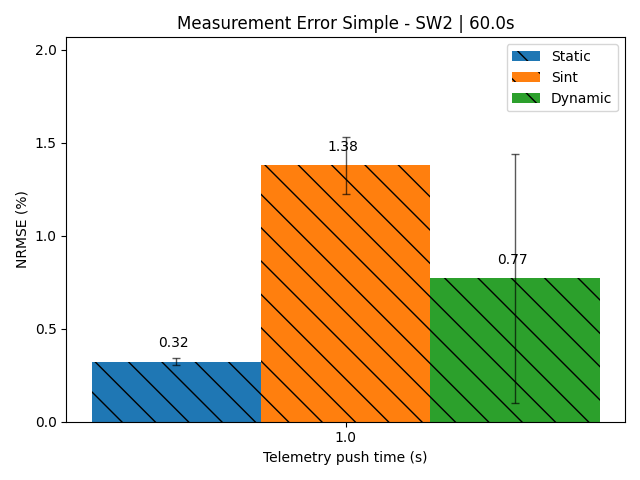 Measurement Error Simple - SW2 | 60.0s
2.0
1.5
1.0
0.5
0.0
NRMSE (%)
Static
Sint
Dynamic
0.32
1.38
0.77
1.0
Telemetry push time (s)